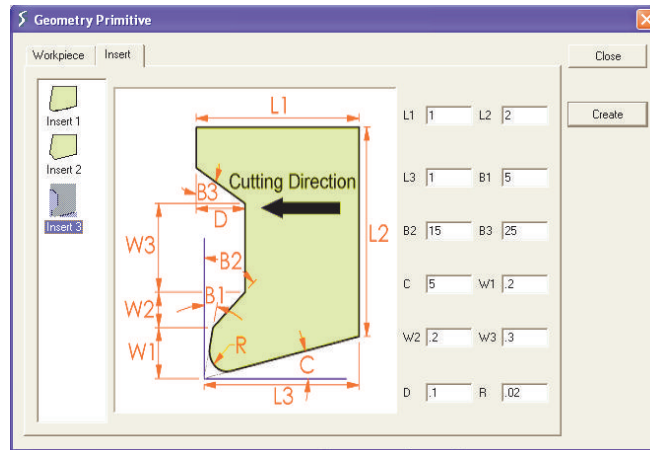 Geometry Primitive
Workpiece Insert
Close
Create
Insert 1
Insert 2
Insert 3
L1
B3
Cutting Direction
D
L2
W3
B2
W2
B1
W1
R
C
L3
L1 1 L2 2
L3 1 B1 5
B2 15 B3 25
C 5 W1 .2
W2 .2 W3 .3
D .1 R .02